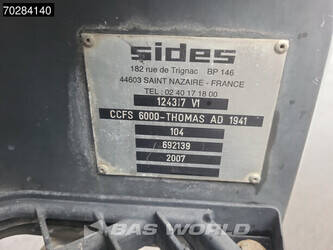 70284140
sides
182 rue de Trignac BP 146
44603 SAINT NAZAIRE - FRANCE
TEL : 02 40 17 18 00
12437 V1
CCFS 6000-THOMAS AD 1941
104
692139
2007
BAS WORLD